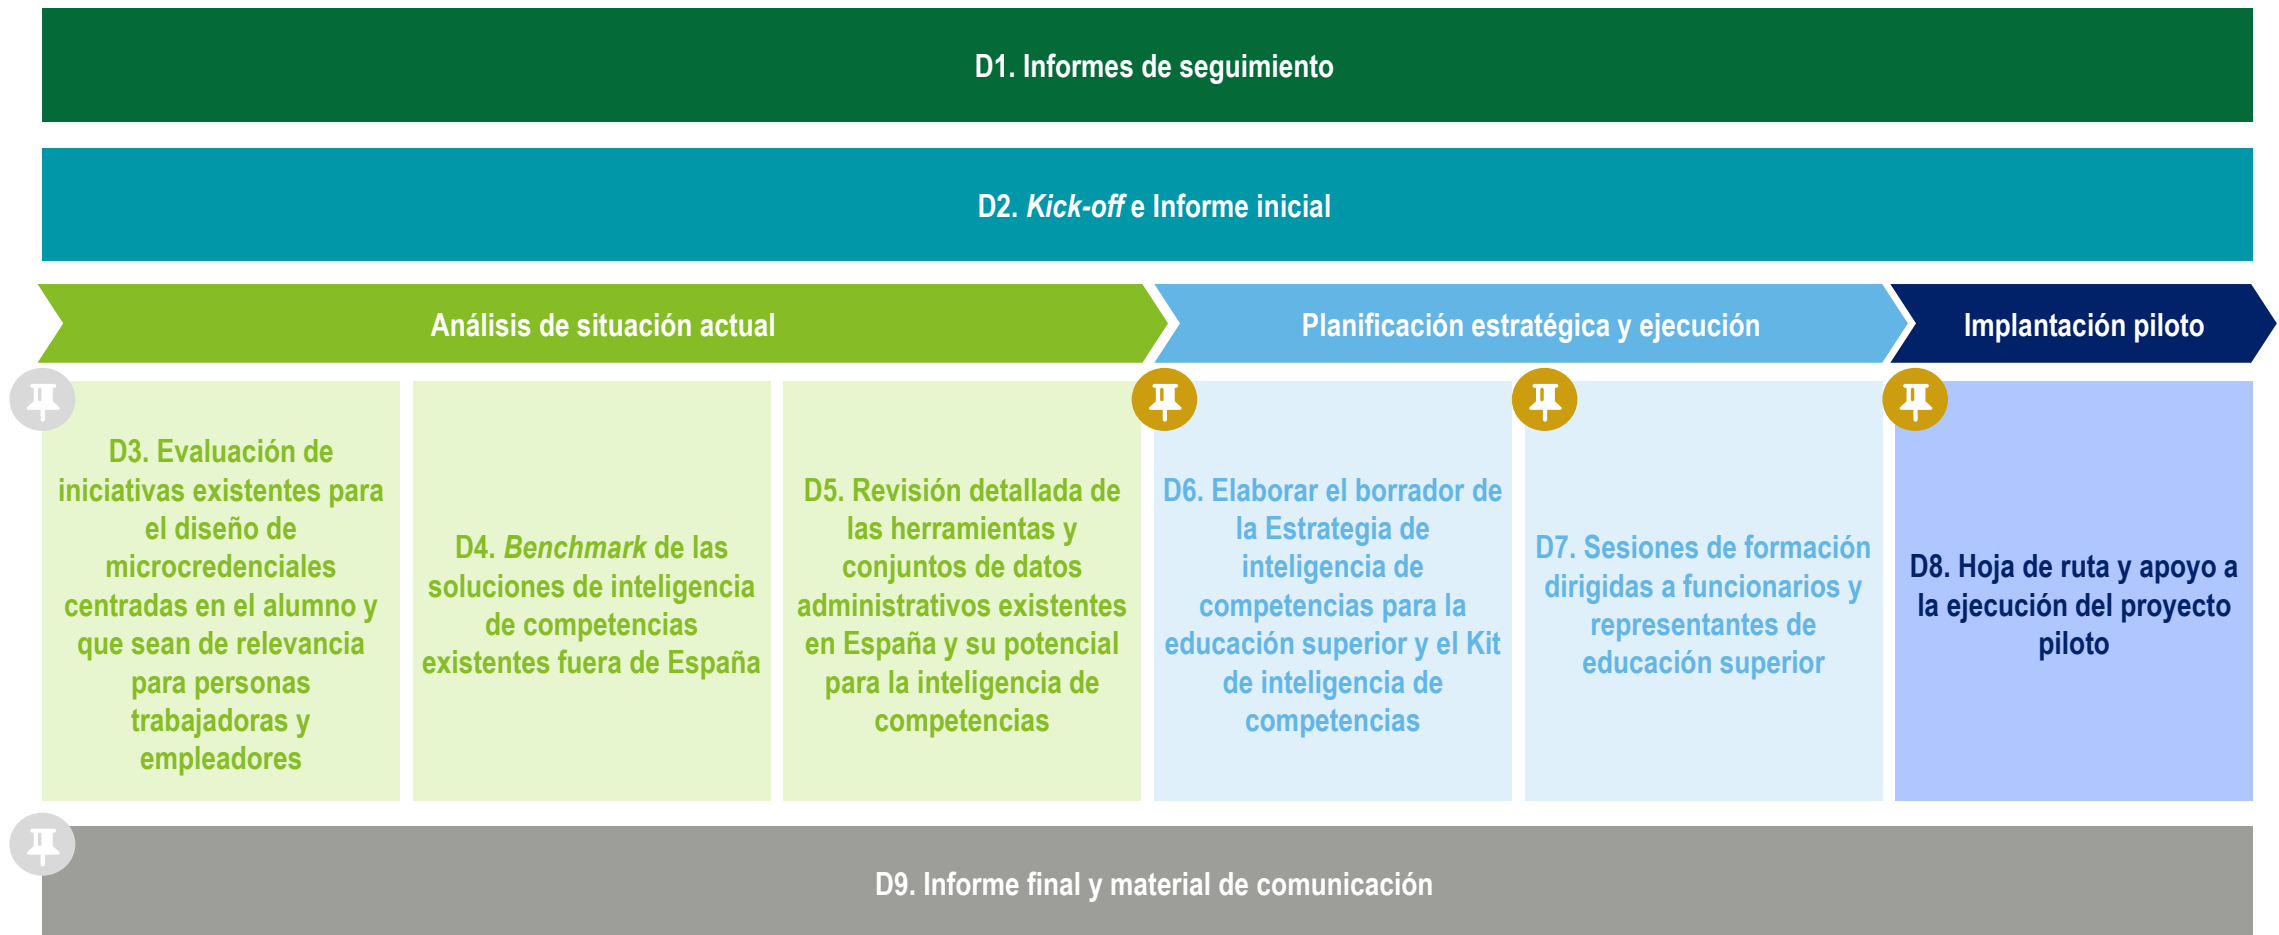 D1. Informes de seguimiento
D2. Kick-off e Informe inicial
Análisis de situación actual
Planificación estratégica y ejecución
Implantación piloto
D3. Evaluación de
iniciativas existentes para
el diseño de
microcredenciales
centradas en el alumno y
que sean de relevancia
para personas
trabajadoras y
empleadores
D4. Benchmark de las
soluciones de inteligencia
de competencias
existentes fuera de España
D5. Revisión detallada de
las herramientas y
conjuntos de datos
administrativos existentes
en España y su potencial
para la inteligencia de
competencias
D6. Elaborar el borrador de
la Estrategia de
inteligencia de
competencias para la
educación superior y el Kit
de inteligencia de
competencias
D7. Sesiones de formación
dirigidas a funcionarios y
representantes de
educación superior
D8. Hoja de ruta y apoyo a
la ejecución del proyecto
piloto
D9. Informe final y material de comunicación